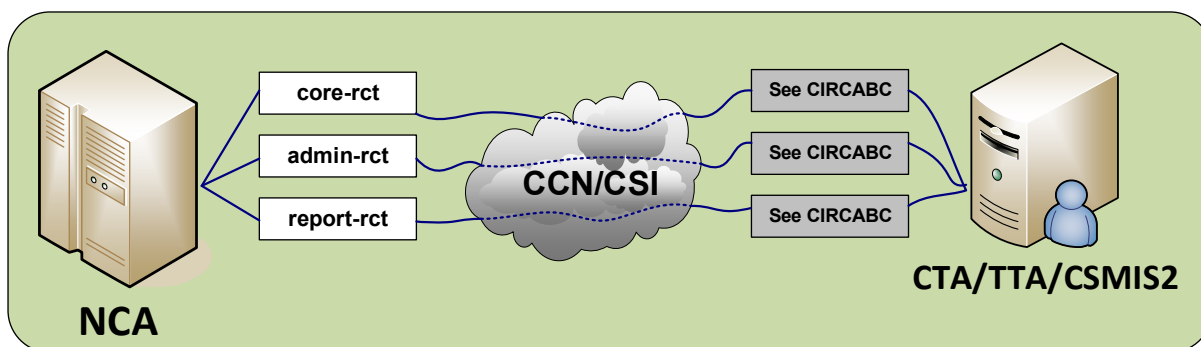 core-rct
See CIRCABC
admin-rct
See CIRCABC
CCN/CSI
report-rct
See CIRCABC
NCA
CTA/TTA/CSMIS2